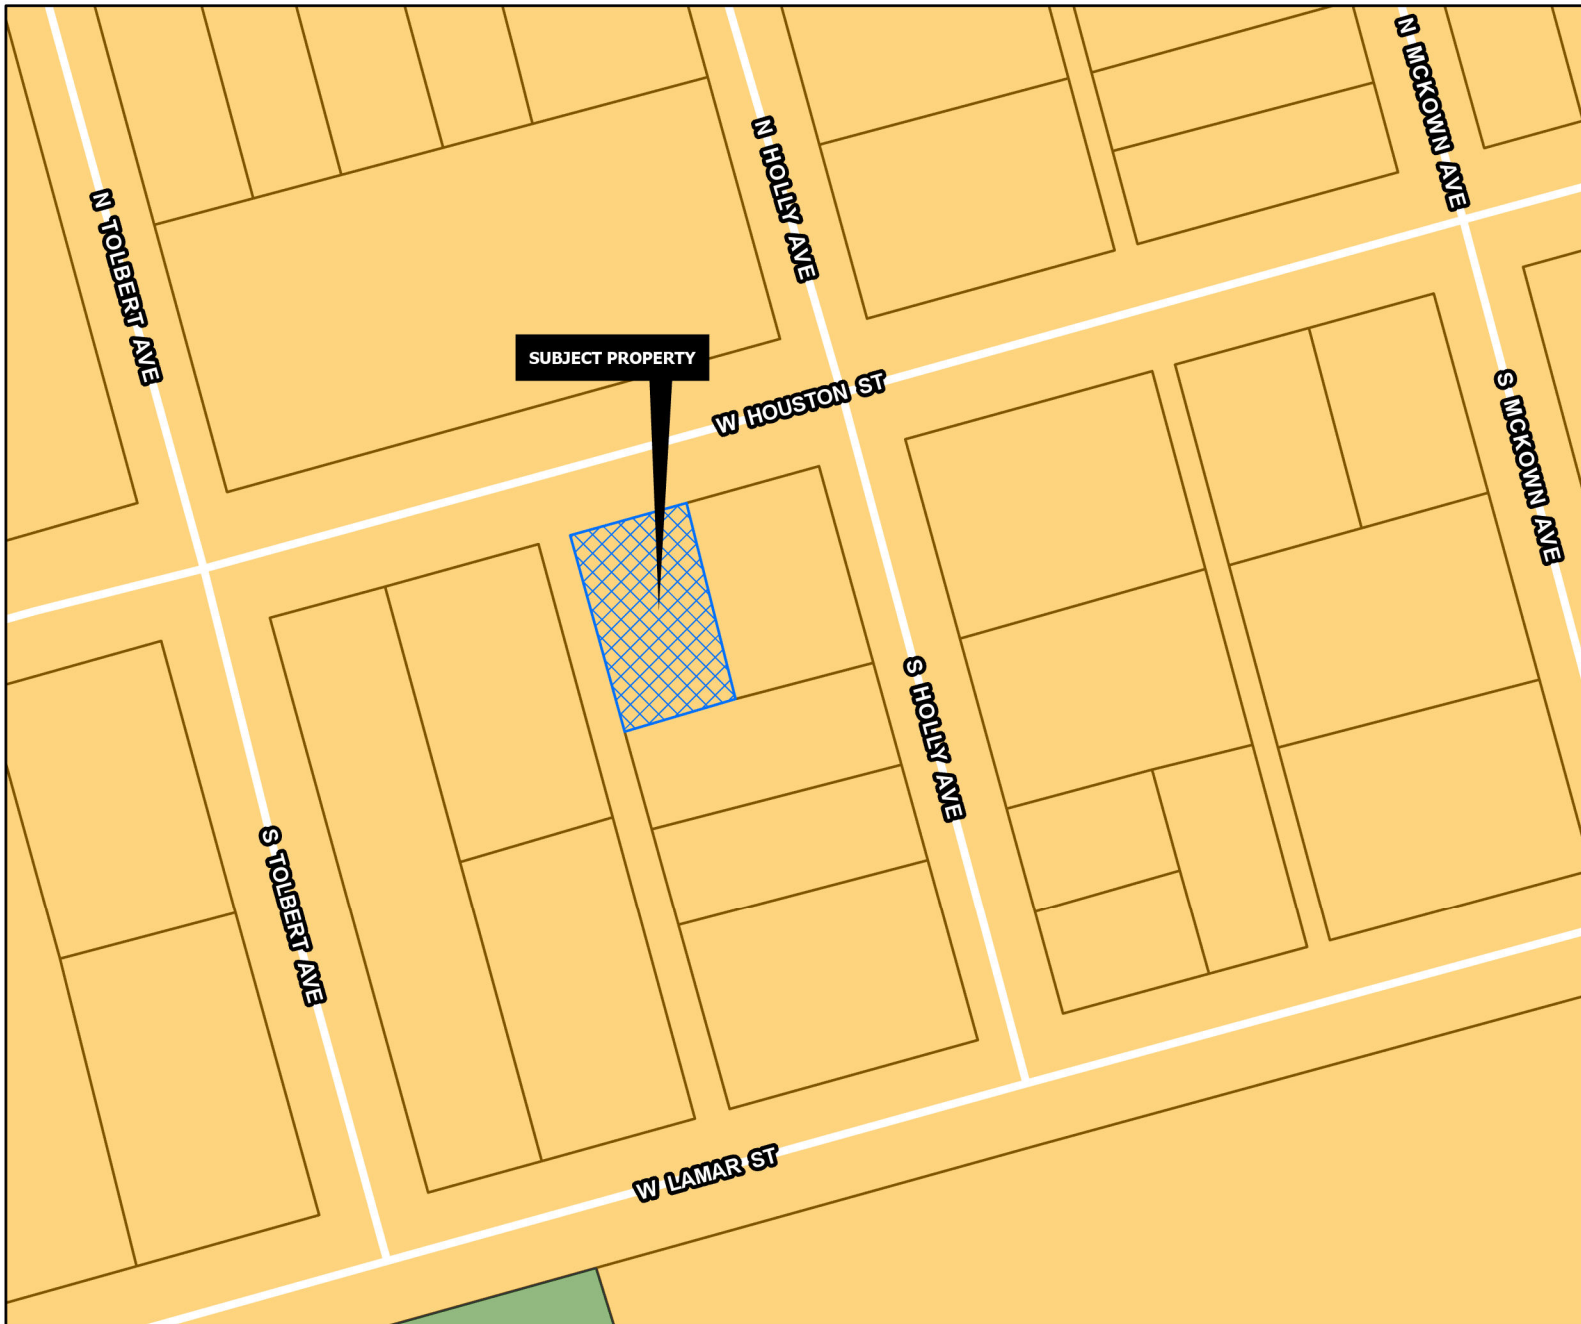 N MCKOWN AVE
N HOLLY AVE
N TOLBERT AVE
SUBJECT PROPERTY
W HOUSTON ST
S MCKOWN AVE
S HOLLY AVE
S TOLBERT AVE
W LAMAR ST